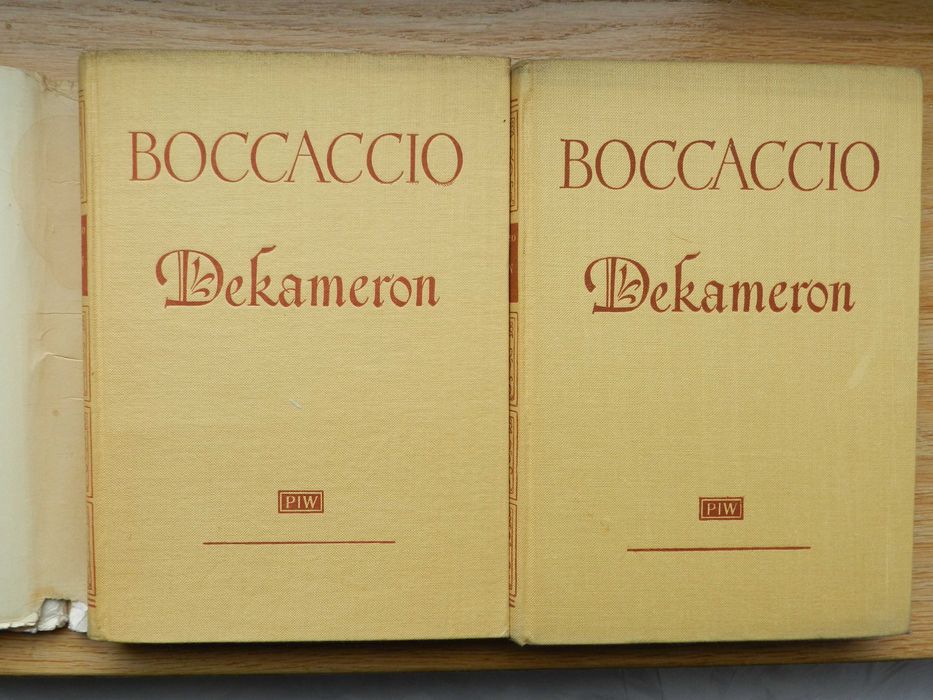 BOCCACCIO
Dekameron
PIW
BOCCACCIO
Dekameron
PIW